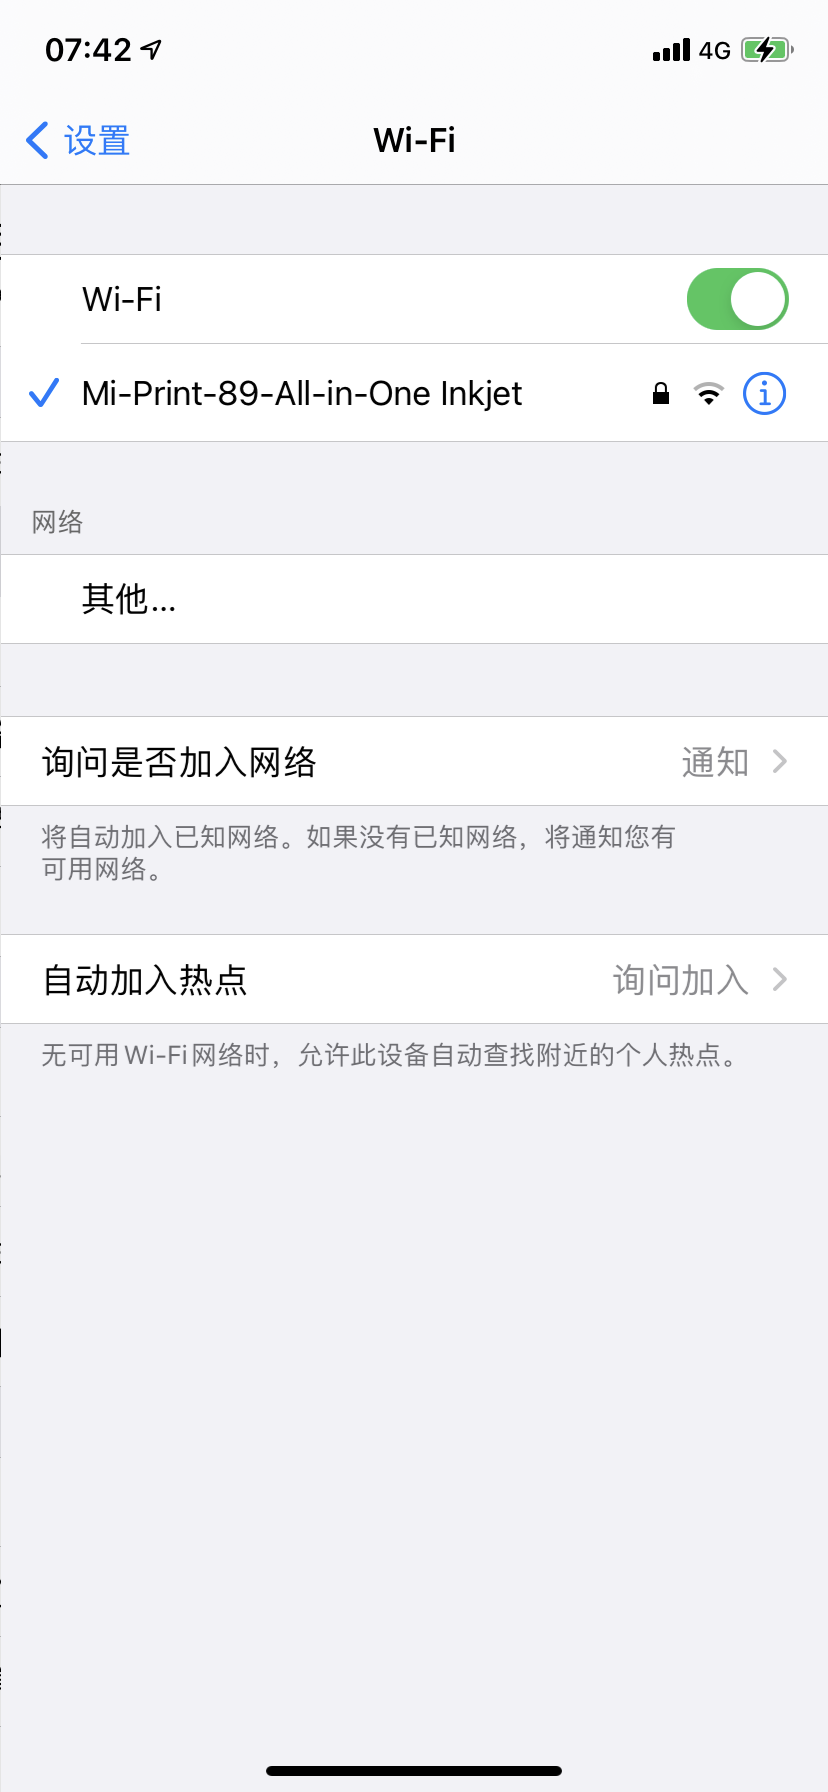 07:42
4G
设置
Wi-Fi
Wi-Fi
Mi-Print-89-All-in-One Inkjet
网络
其他...
询问是否加入网络
通知
将自动加入已知网络。如果没有已知网络，将通知您有
可用网络。
自动加入热点
询问加入
无可用Wi-Fi网络时，允许此设备自动查找附近的个人热点。